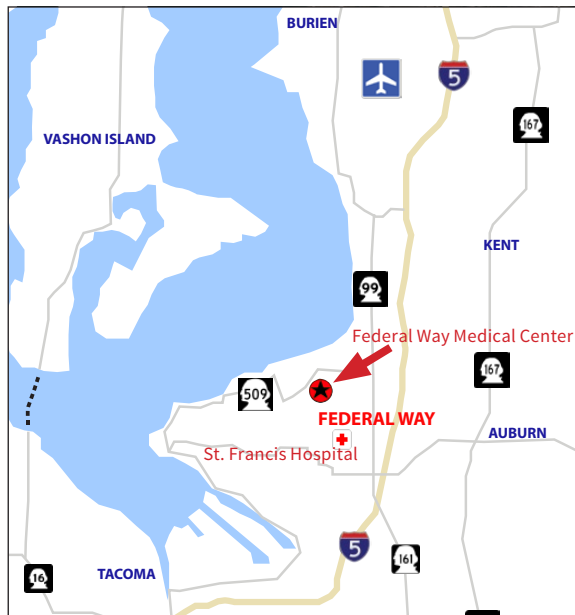 BURIEN
5
167
VASHON ISLAND
KENT
99
Federal Way Medical Center
167
509
FEDERAL WAY
AUBURN
St. Francis Hospital
5
161
16
TACOMA